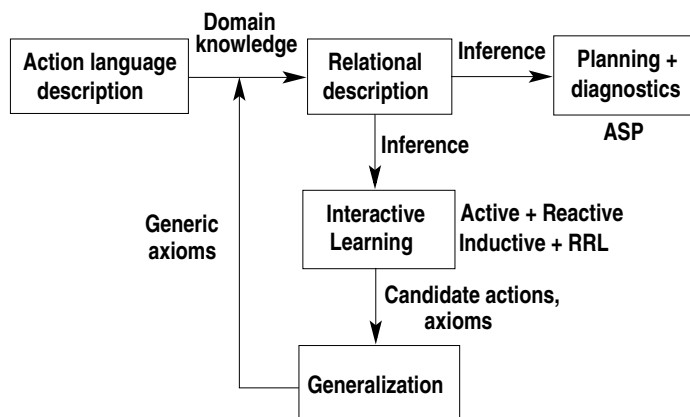 Domain
knowledge
Action language
description
Relational
description
Inference
Planning +
diagnostics
ASP
Inference
Generic
axioms
Interactive
Learning
Active + Reactive
Inductive + RRL
Candidate actions,
axioms
Generalization